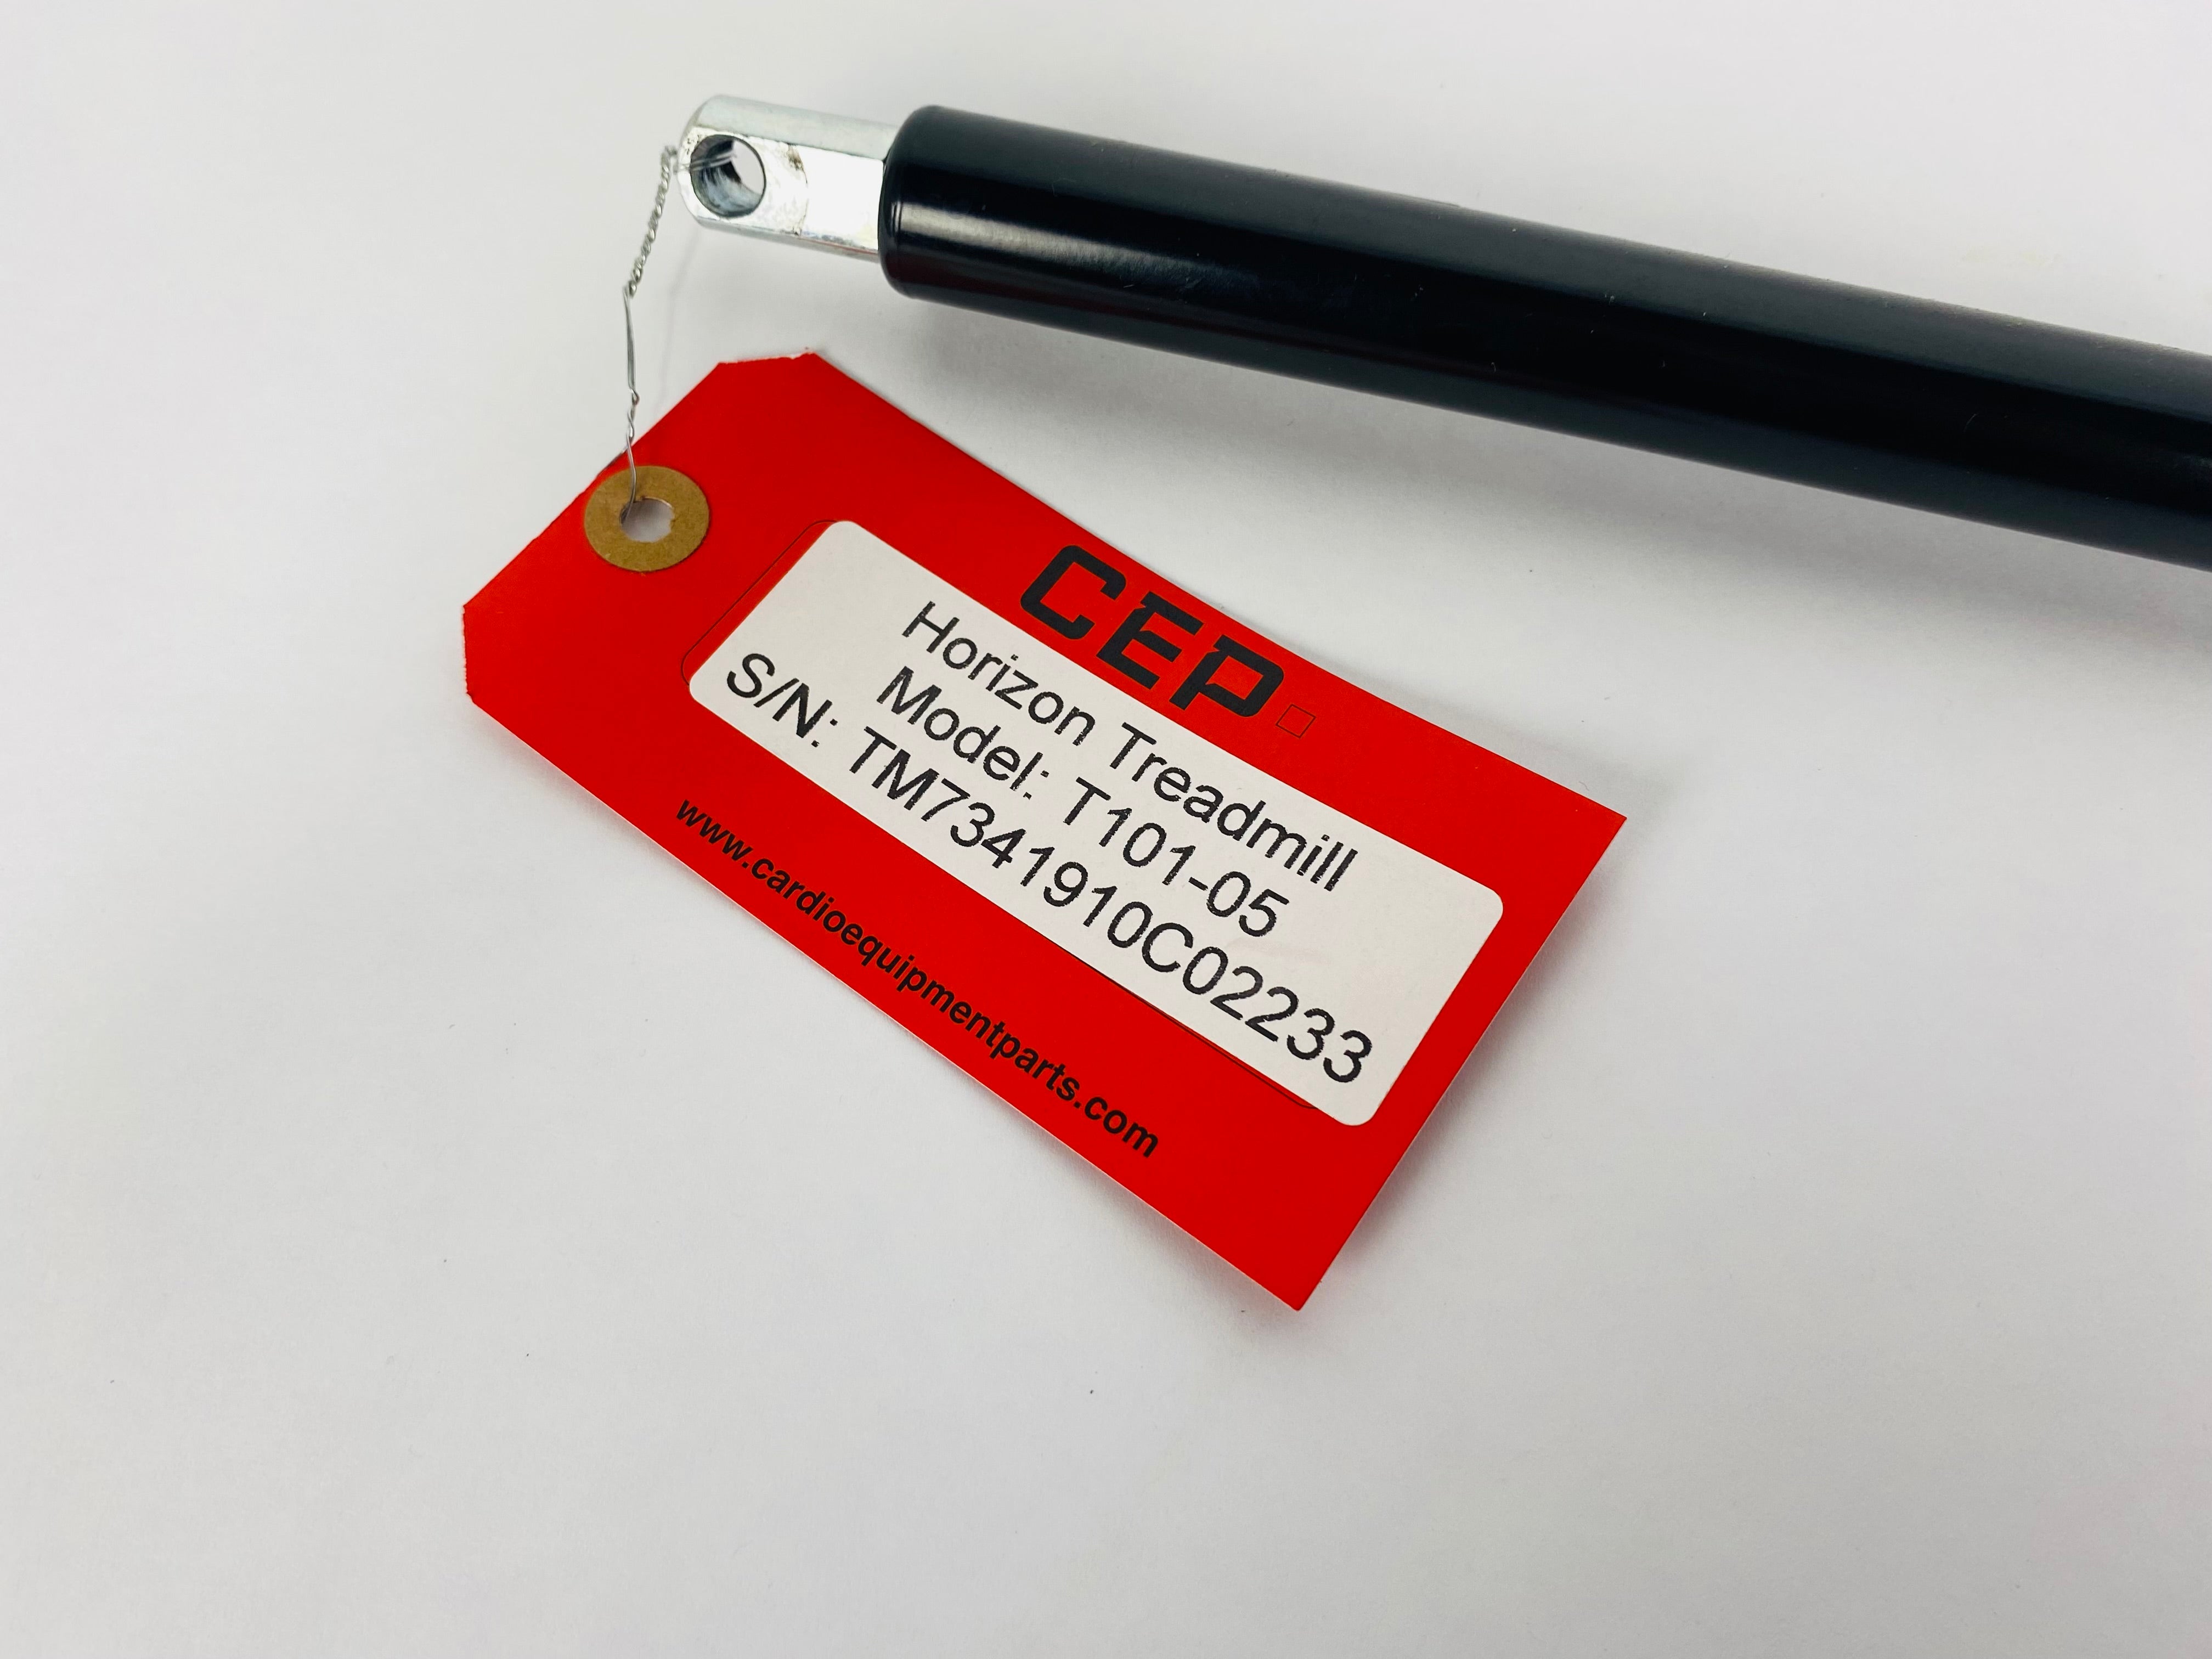 CEP
Horizon Treadmill
Model: T101-05
S/N: TM7341910C02233
www.cardioequipmentparts.com